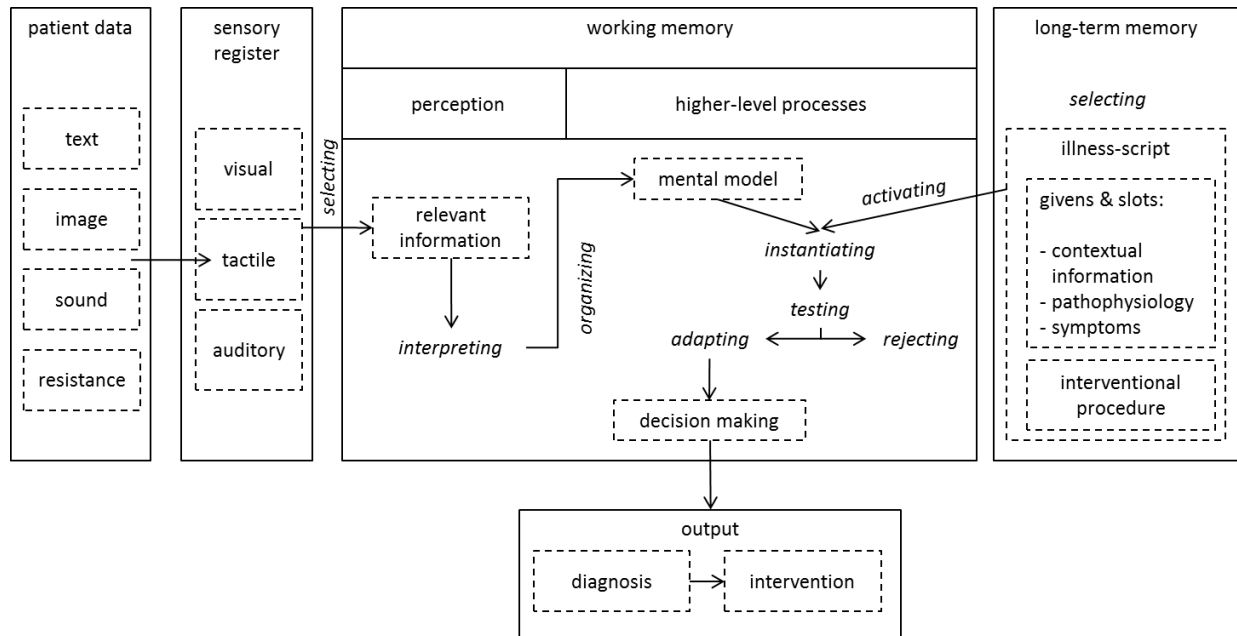 patient data
text
image
sound
resistance
sensory
register
visual
tactile
auditory
selecting
working memory
perception
higher-level processes
relevant
information
interpreting
organizing
mental model
activating
instantiating
testing
adapting
rejecting
decision making
long-term memory
selecting
illness-script
givens & slots:
- contextual
information
- pathophysiology
- symptoms
interventional
procedure
output
diagnosis
intervention